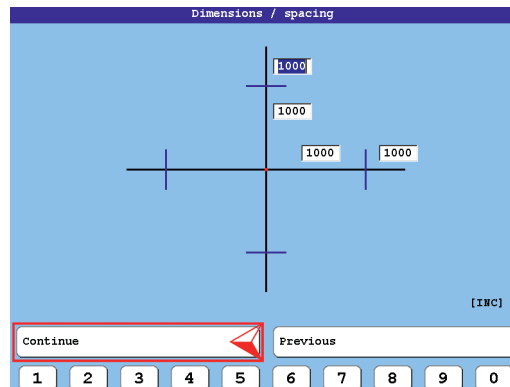 Dimensions / spacing
1000
1000
1000 1000
[INC]
Continue Previous
1 2 3 4 5 6 7 8 9 0